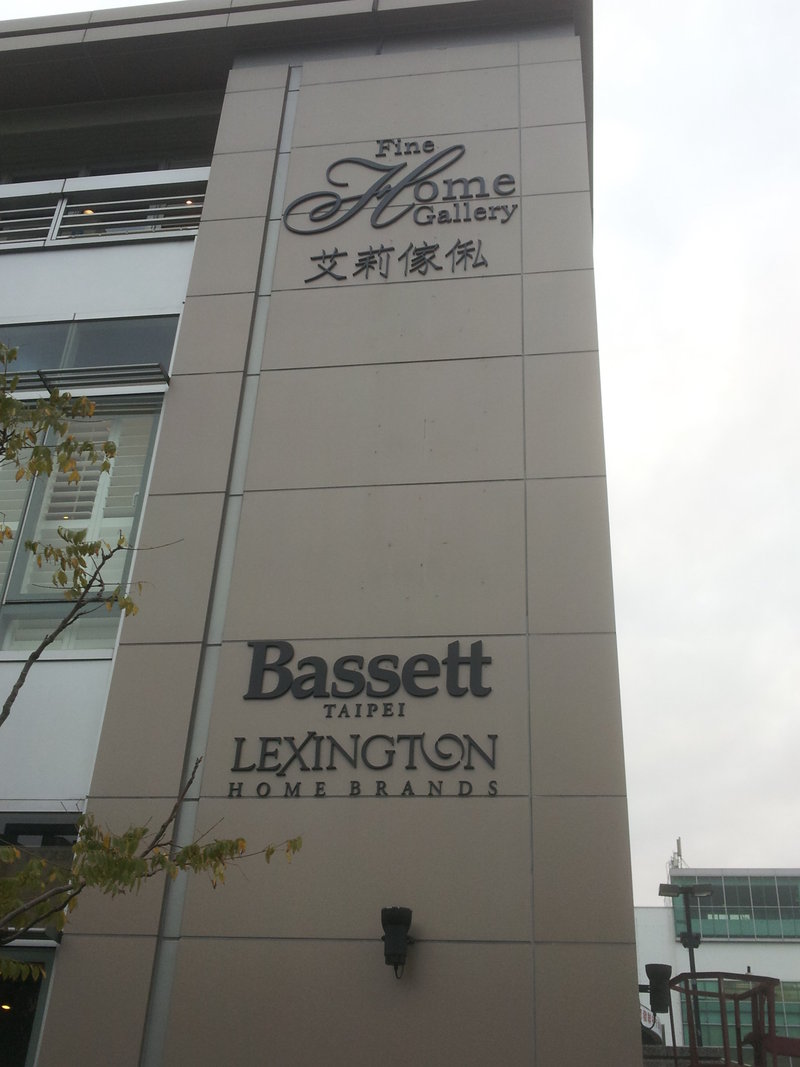 Fine
Home
Gallery
艾莉傢俬
Bassett
TAIPEI
LEXINGTON
HOME BRANDS